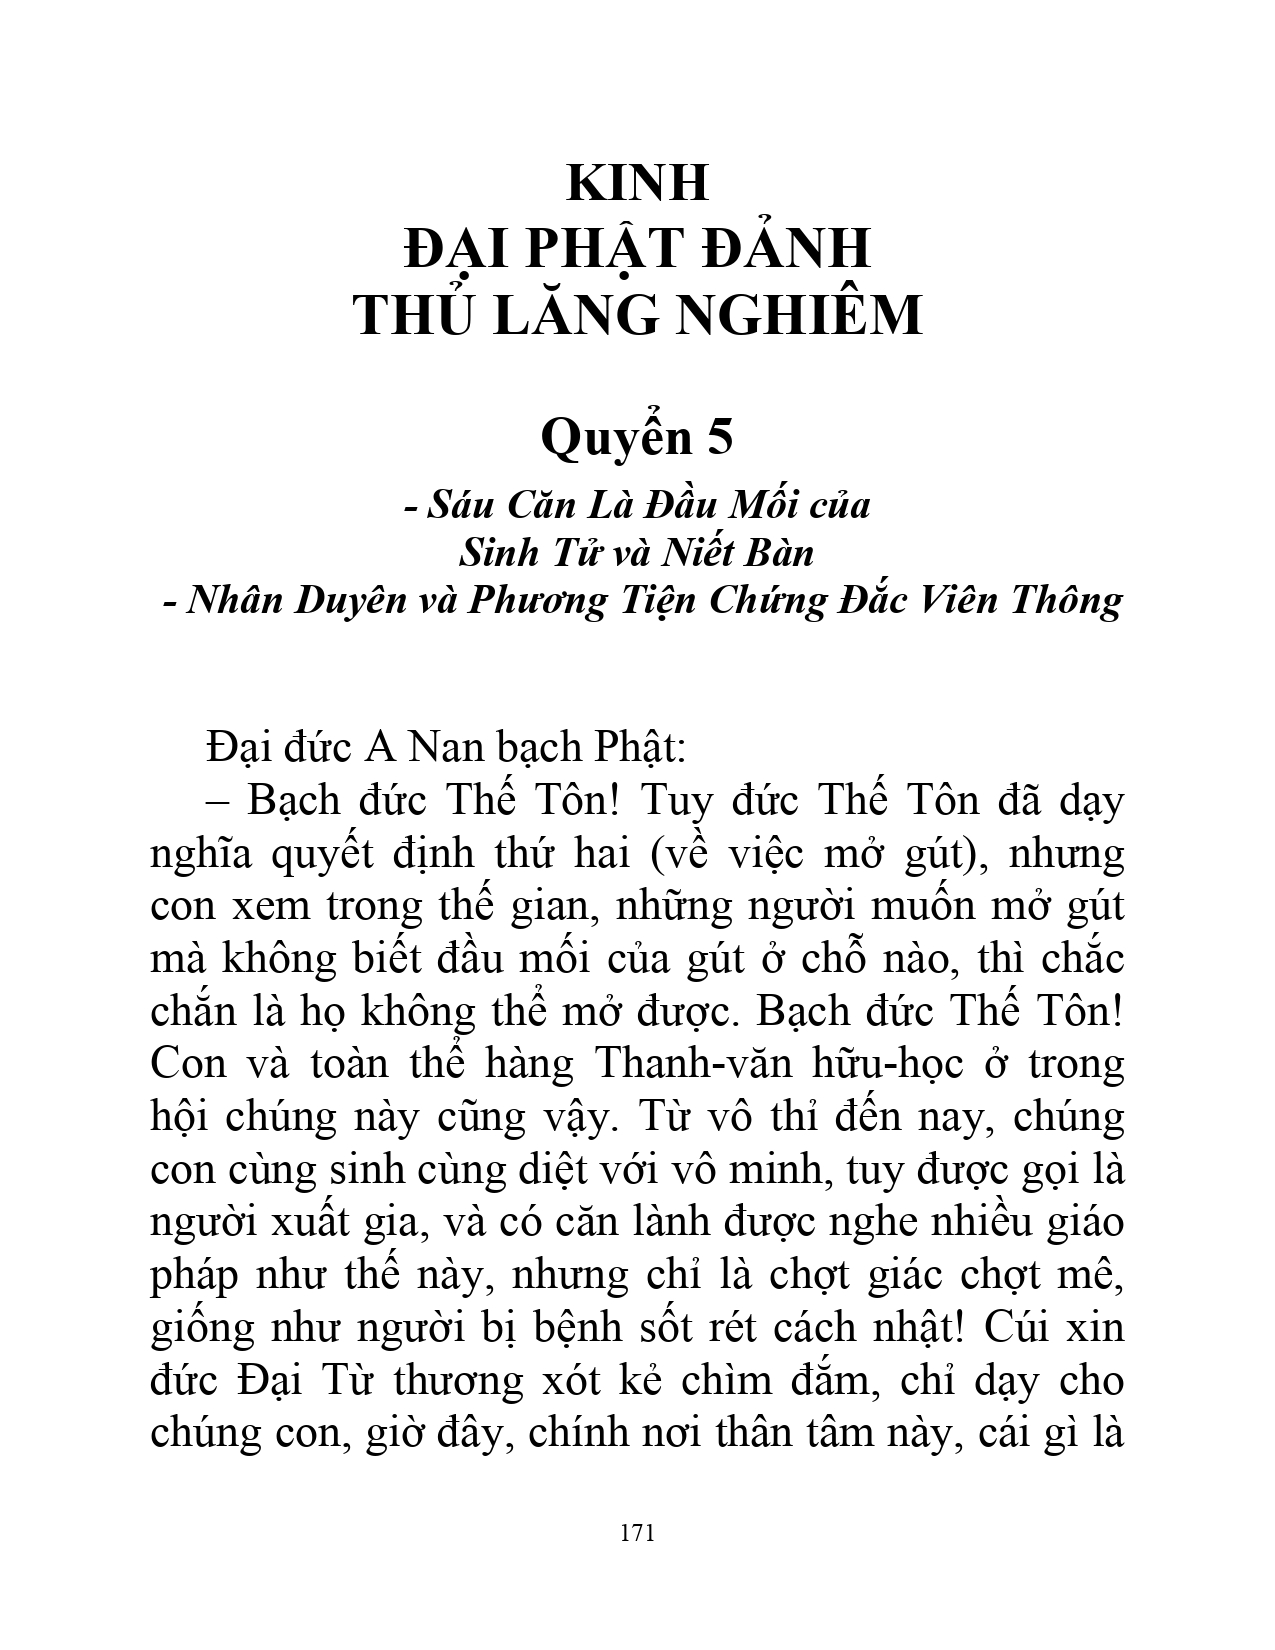 KINH
ĐẠI PHẬT ĐẢNH
THỦ LĂNG NGHIÊM
Quyển 5
- Sáu Căn Là Đầu Mối của
Sinh Tử và Niết Bàn
- Nhân Duyên và Phương Tiện Chứng Đắc Viên Thông
Đại đức A Nan bạch Phật:
– Bạch đức Thế Tôn! Tuy đức Thế Tôn đã dạy
nghĩa quyết định thứ hai (về việc mở gút), nhưng
con xem trong thế gian, những người muốn mở gút
mà không biết đầu mối của gút ở chỗ nào, thì chắc
chắn là họ không thể mở được. Bạch đức Thế Tôn!
Con và toàn thể hàng Thanh-văn hữu-học ở trong
hội chúng này cũng vậy. Từ vô thỉ đến nay, chúng
con cùng sinh cùng diệt với vô minh, tuy được gọi là
người xuất gia, và có căn lành được nghe nhiều giáo
pháp như thế này, nhưng chỉ là chợt giác chợt mê,
giống như người bị bệnh sốt rét cách nhật! Cúi xin
đức Đại Từ thương xót kẻ chìm đắm, chỉ dạy cho
chúng con, giờ đây, chính nơi thân tâm này, cái gì là
171